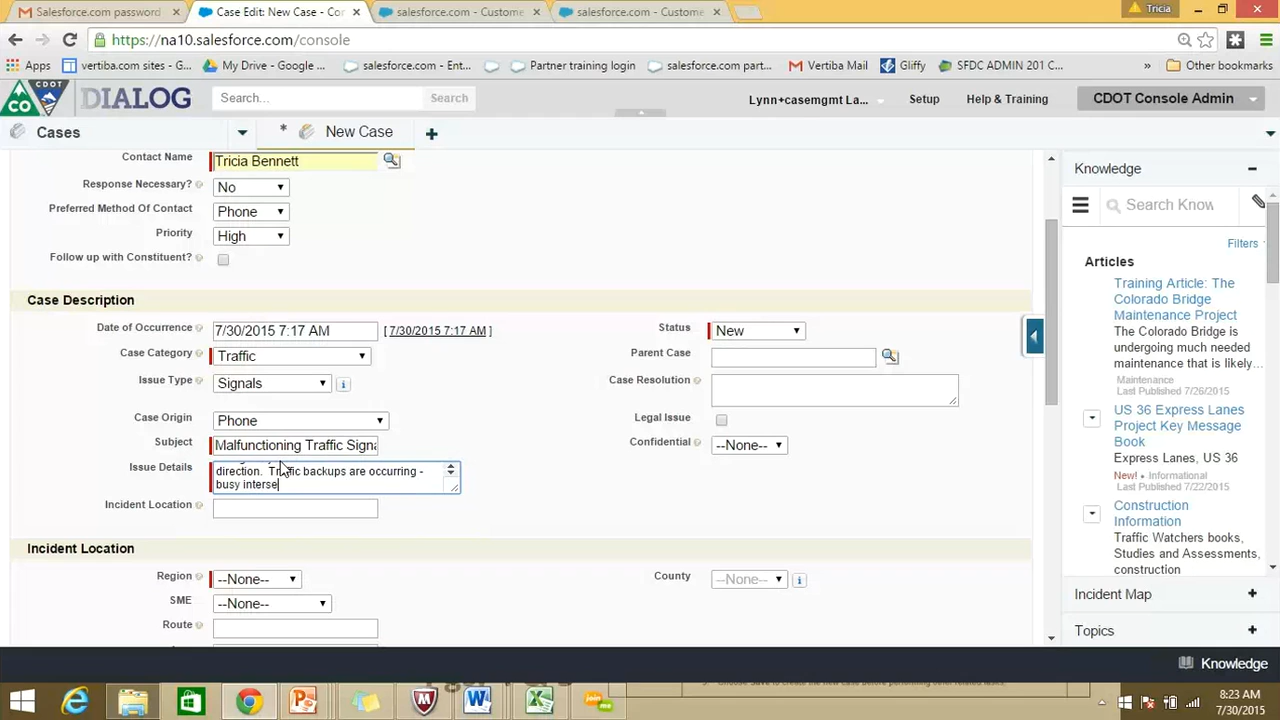 salesforce.com password
Case Edit: New Case - Co
salesforce.com - Custome
salesforce.com - Custome
Tricia
https://na10.salesforce.com/console
Apps
vertiba.com sites - G...
My Drive - Google ...
salesforce.com - Ent...
Partner training login
salesforce.com part...
Vertiba Mail
Gliffy
SFDC ADMIN 201 C...
»
Other bookmarks
CDOT
CO
DIALOG
Search...
Search
Lynn+casemgmt La...
Setup
Help & Training
CDOT Console Admin
Cases
* New Case
Contact Name
Tricia Bennett
Response Necessary?
No
Preferred Method Of Contact
Phone
Priority
High
Follow up with Constituent?
Case Description
Date of Occurrence
7/30/2015 7:17 AM
[ 7/30/2015 7:17 AM ]
Status
New
Case Category
Traffic
Parent Case
Issue Type
Signals
Case Resolution
Case Origin
Phone
Legal Issue
Subject
Malfunctioning Traffic Signa
Confidential
--None--
Issue Details
direction. Traffic backups are occurring -
busy interse
Incident Location
Incident Location
Region
--None--
County
--None--
SME
--None--
Route
Knowledge
Search Know
Filters
Articles
Training Article: The
Colorado Bridge
Maintenance Project
The Colorado Bridge is
undergoing much needed
maintenance that is likely...
Maintenance
Last Published 7/26/2015
US 36 Express Lanes
Project Key Message
Book
Express Lanes, US 36
New! • Informational
Last Published 7/22/2015
Construction
Information
Traffic Watchers books,
Studies and Assessments,
construction
Incident Map
Topics
Knowledge
join.me
8:23 AM
7/30/2015